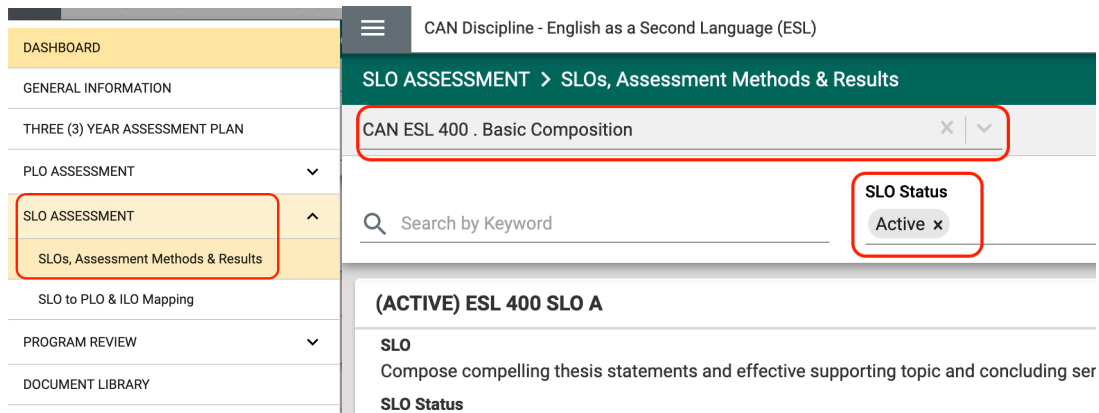 DASHBOARD
GENERAL INFORMATION
THREE (3) YEAR ASSESSMENT PLAN
PLO ASSESSMENT
SLO ASSESSMENT
SLOs, Assessment Methods & Results
SLO to PLO & ILO Mapping
PROGRAM REVIEW
DOCUMENT LIBRARY
CAN Discipline - English as a Second Language (ESL)
SLO ASSESSMENT > SLOs, Assessment Methods & Results
CAN ESL 400 . Basic Composition
Search by Keyword
SLO Status
Active ×
(ACTIVE) ESL 400 SLO A
SLO
Compose compelling thesis statements and effective supporting topic and concluding
SLO Status